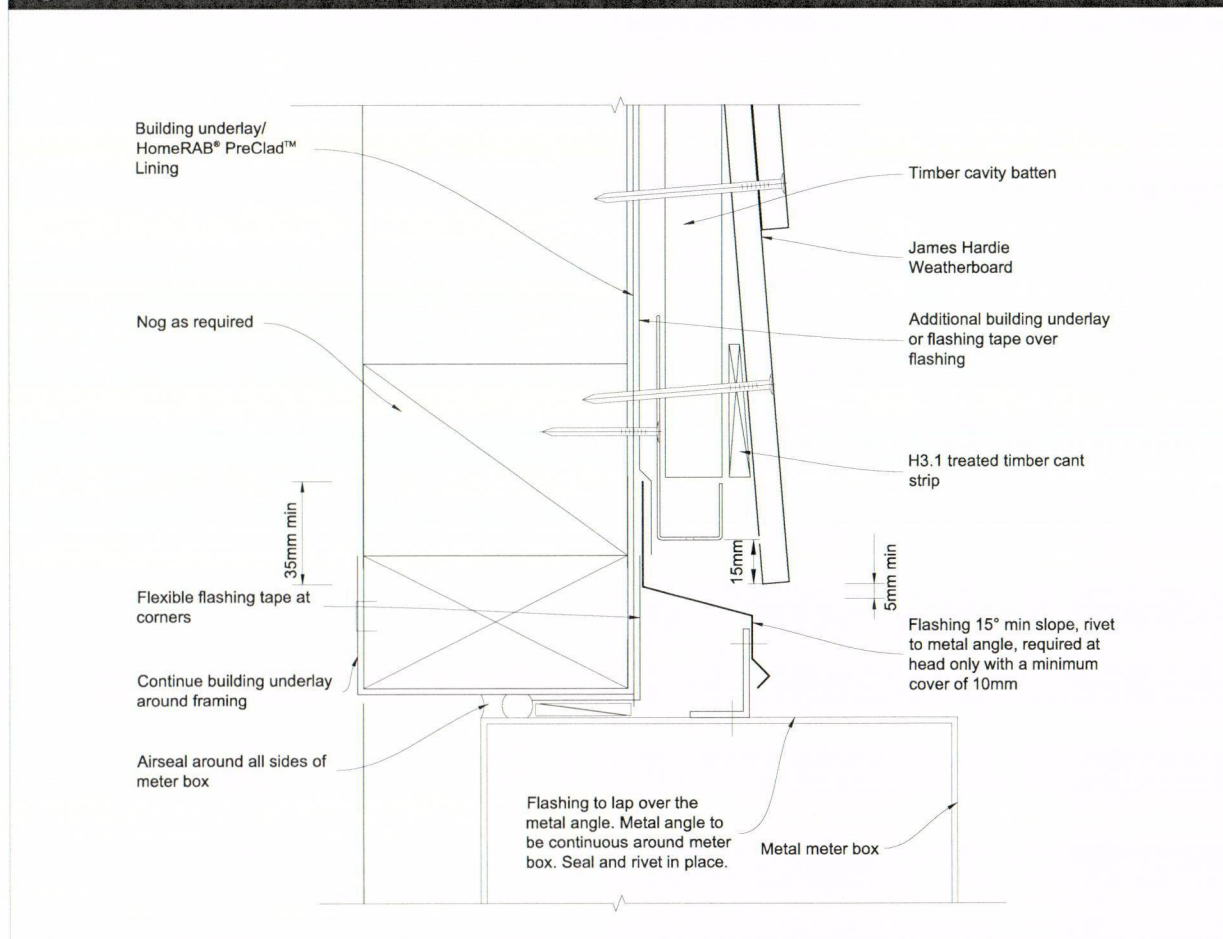 Building underlay/
HomeRAB® PreClad™
Lining
Nog as required
35mm min
Flexible flashing tape at
corners
Continue building underlay
around framing
Airseal around all sides of
meter box
Timber cavity batten
James Hardie
Weatherboard
Additional building underlay
or flashing tape over
flashing
H3.1 treated timber cant
strip
15mm
5mm min
Flashing 15° min slope, rivet
to metal angle, required at
head only with a minimum
cover of 10mm
Flashing to lap over the
metal angle. Metal angle to
be continuous around meter
box. Seal and rivet in place.
Metal meter box